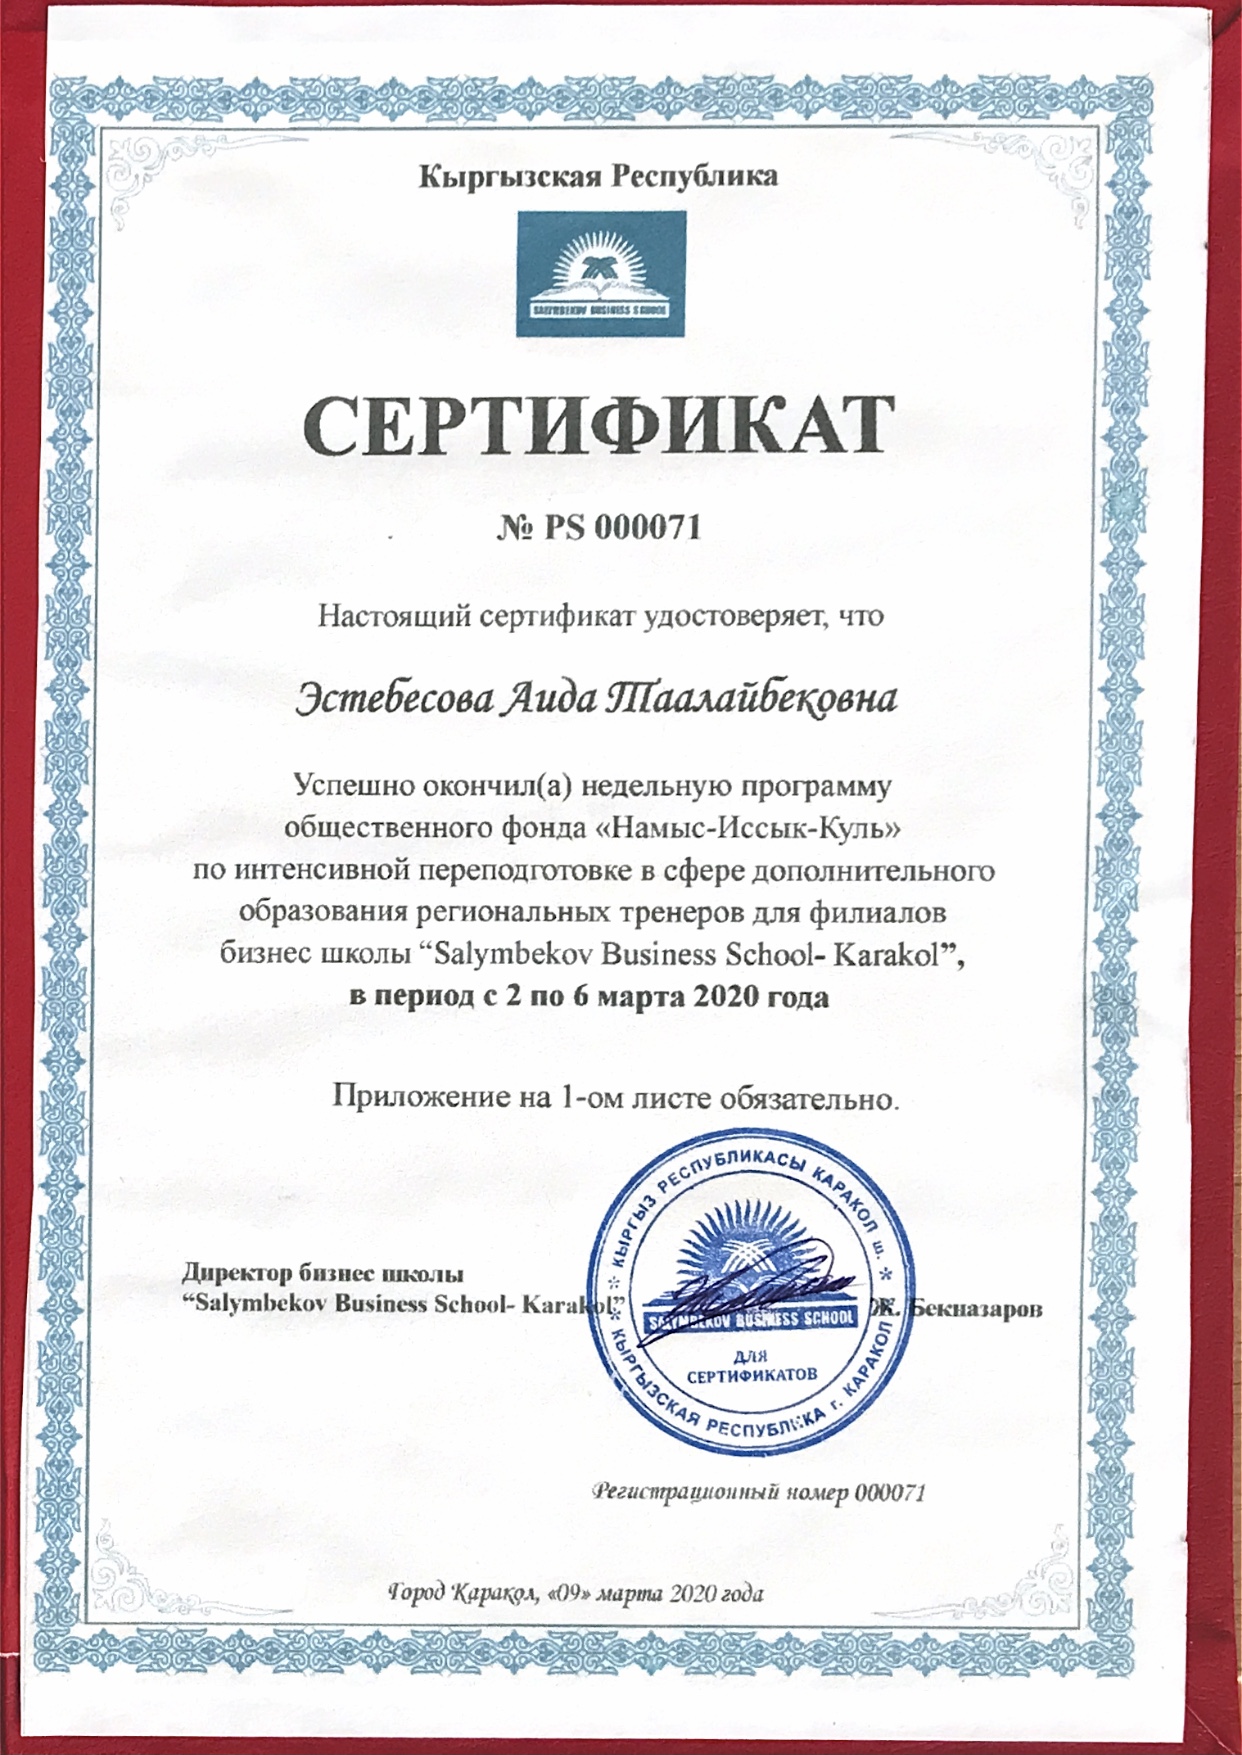 Кыргызская Республика
SALYMBEKOV BUSINESS SCHOOL
СЕРТИФИКАТ
№ PS 000071
Настоящий сертификат удостоверяет, что
Эстебесова Аида Таалайбековна
Успешно окончил(а) недельную программу
общественного фонда «Намыс-Иссык-Куль»
по интенсивной переподготовке в сфере дополнительного
образования региональных тренеров для филиалов
бизнес школы “Salymbekov Business School- Karakol”,
в период с 2 по 6 марта 2020 года
Приложение на 1-ом листе обязательно.
Директор бизнес школы
“Salymbekov Business School- Karakol”
Ж. Бекназаров
КЫРГЫЗ РЕСПУБЛИКАСЫ КАРАКОЛ ш.
SALYMBEKOV BUSINESS SCHOOL
ДЛЯ
СЕРТИФИКАТОВ
КЫРГЫЗСКАЯ РЕСПУБЛИКА г. КАРАКОЛ
Регистрационный номер 000071
Город Каракол, «09» марта 2020 года